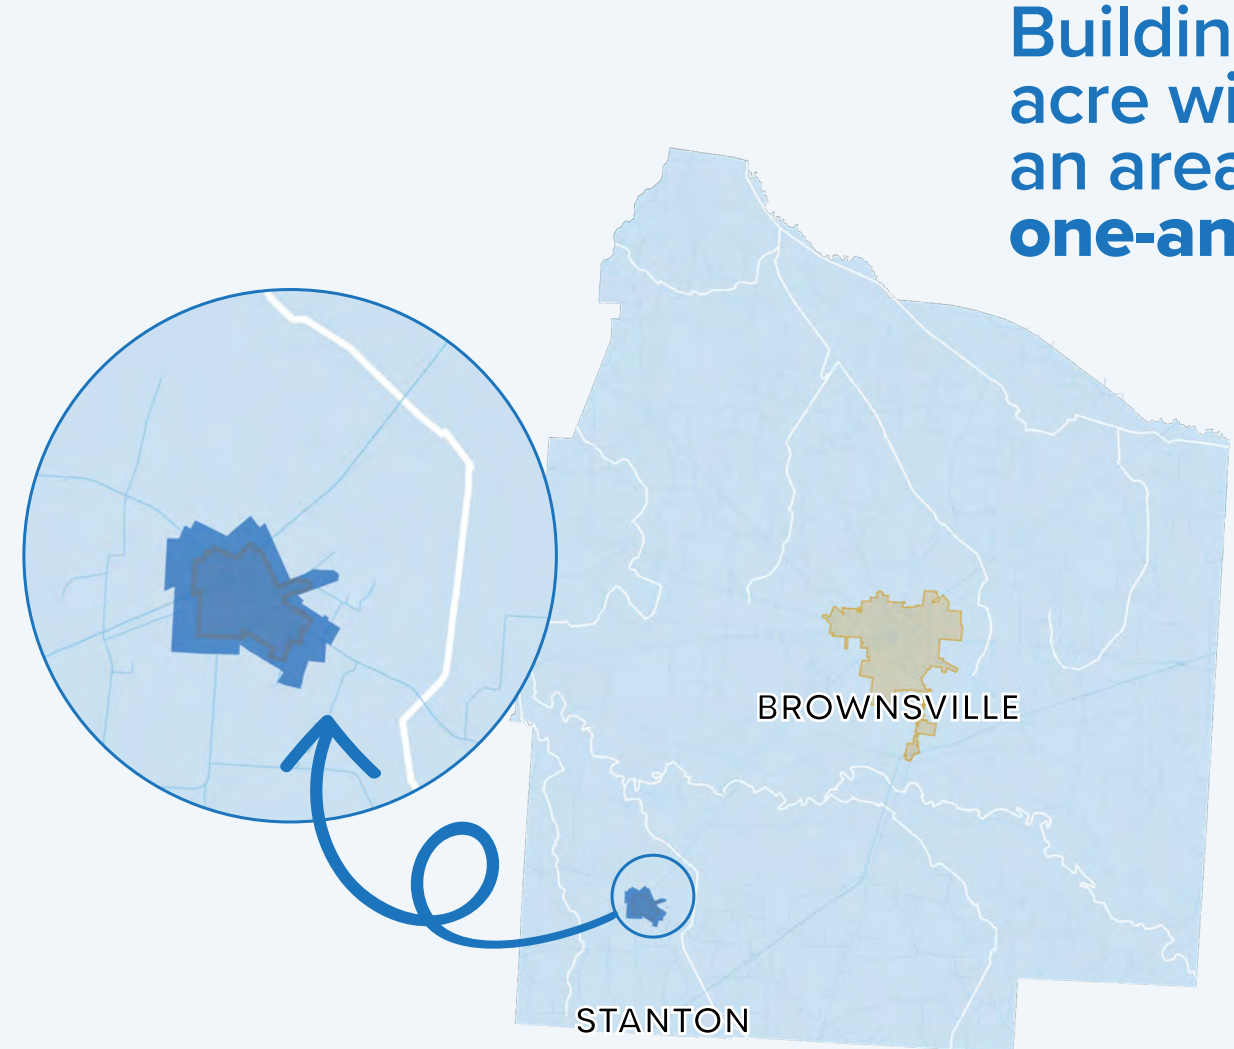 Buildin
acre wi
an area
one-an
BROWNSVILLE
STANTON